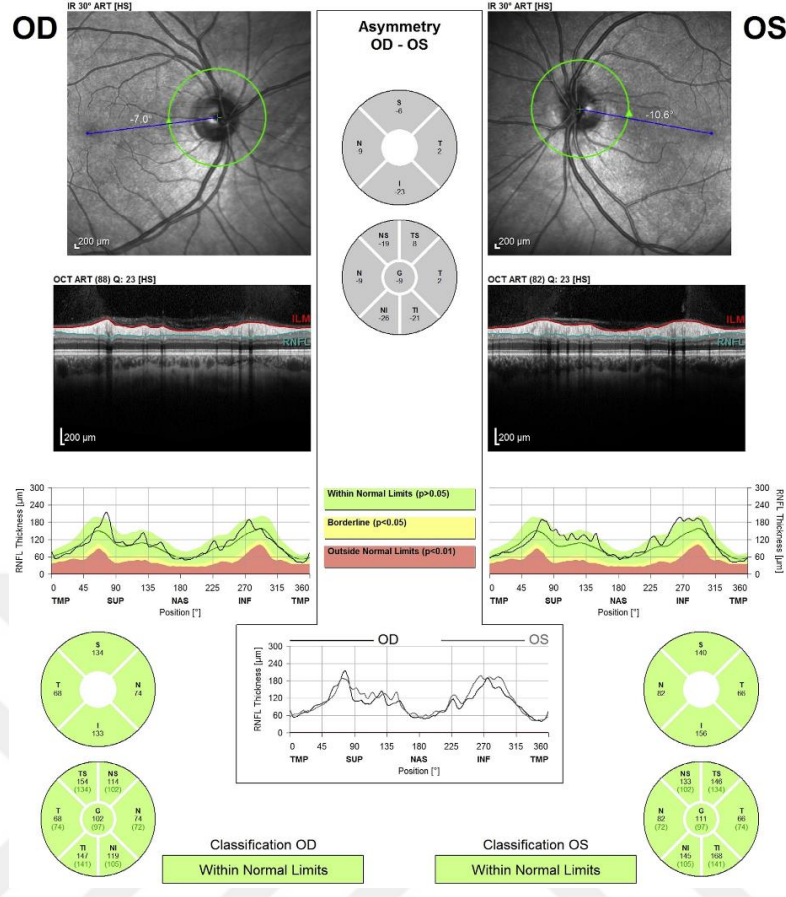 IR 30° ART [HS]
OD
-7.0°
200 µm
Asymmetry
OD - OS
S
-6
N
-9
T
2
I
-23
NS
-19
TS
8
N
-9
G
-9
T
2
NI
-26
TI
-21
IR 30° ART [HS]
OS
-10.6°
200 µm
OCT ART (88) Q: 23 [HS]
ILM
RNFL
200 µm
OCT ART (82) Q: 23 [HS]
ILM
RNFL
200 µm
RNFL Thickness [µm]
300
240
180
120
60
0
0 45 90 135 180 225 270 315 360
TMP SUP NAS INF TMP
Position [°]
Within Normal Limits (p>0.05)
Borderline (p<0.05)
Outside Normal Limits (p<0.01)
300
240
180
120
60
0
RNFL Thickness [µm]
0 45 90 135 180 225 270 315 360
TMP SUP NAS INF TMP
Position [°]
S
134
T
68
N
74
I
133
OD OS
RNFL Thickness [µm]
300
240
180
120
60
0
0 45 90 135 180 225 270 315 360
TMP SUP NAS INF TMP
Position [°]
S
140
N
82
T
66
I
156
TS
154
(134)
NS
114
(102)
T
68
(74)
G
102
(97)
N
74
(72)
TI
147
(141)
NI
119
(105)
Classification OD
Within Normal Limits
Classification OS
Within Normal Limits
NS
133
(102)
TS
146
(134)
N
82
(72)
G
111
(97)
T
66
(74)
NI
145
(105)
TI
168
(141)